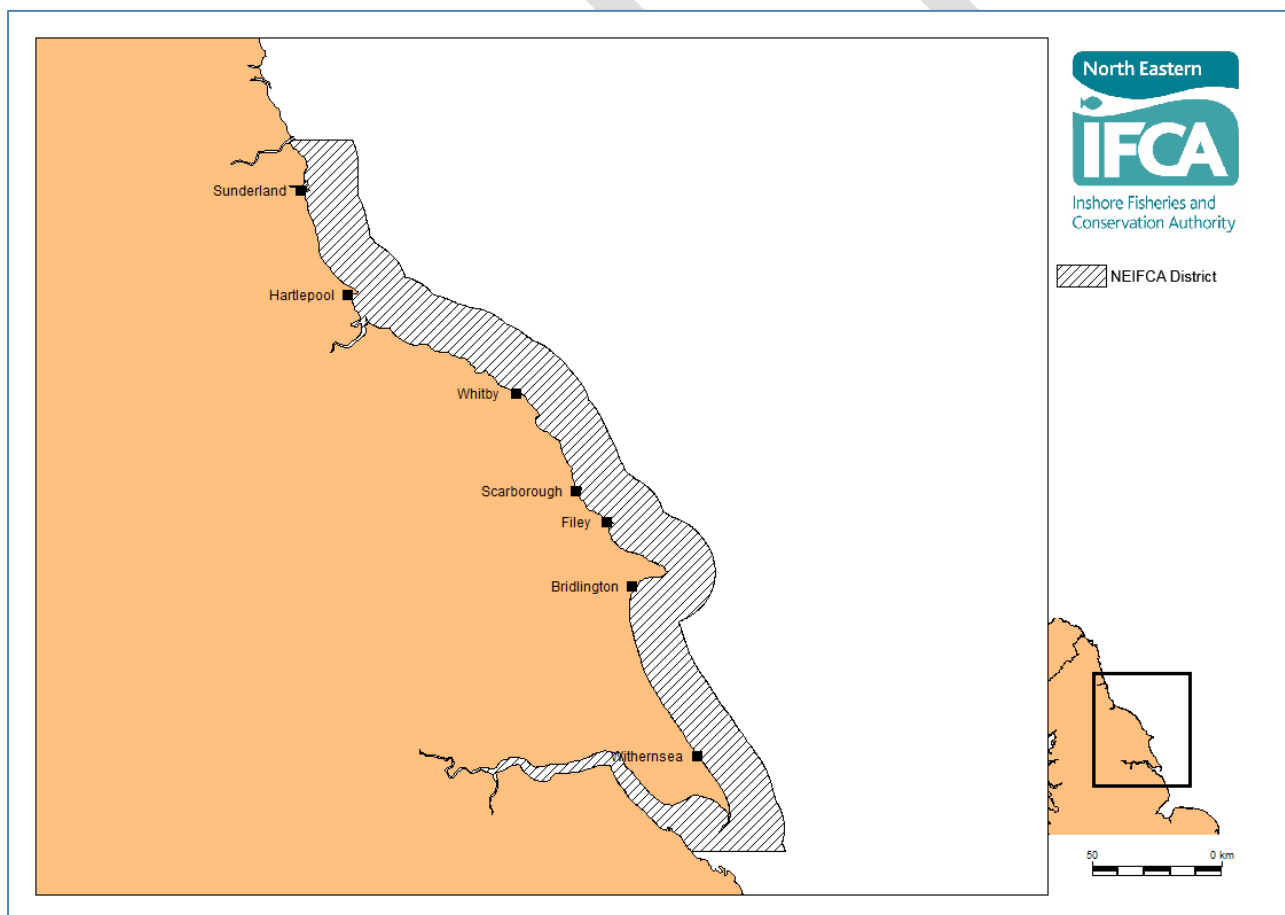 North Eastern
IFCA
Inshore Fisheries and
Conservation Authority
NEIFCA District
Sunderland
Hartlepool
Whitby
Scarborough
Filey
Bridlington
Withernsea
50 0 km